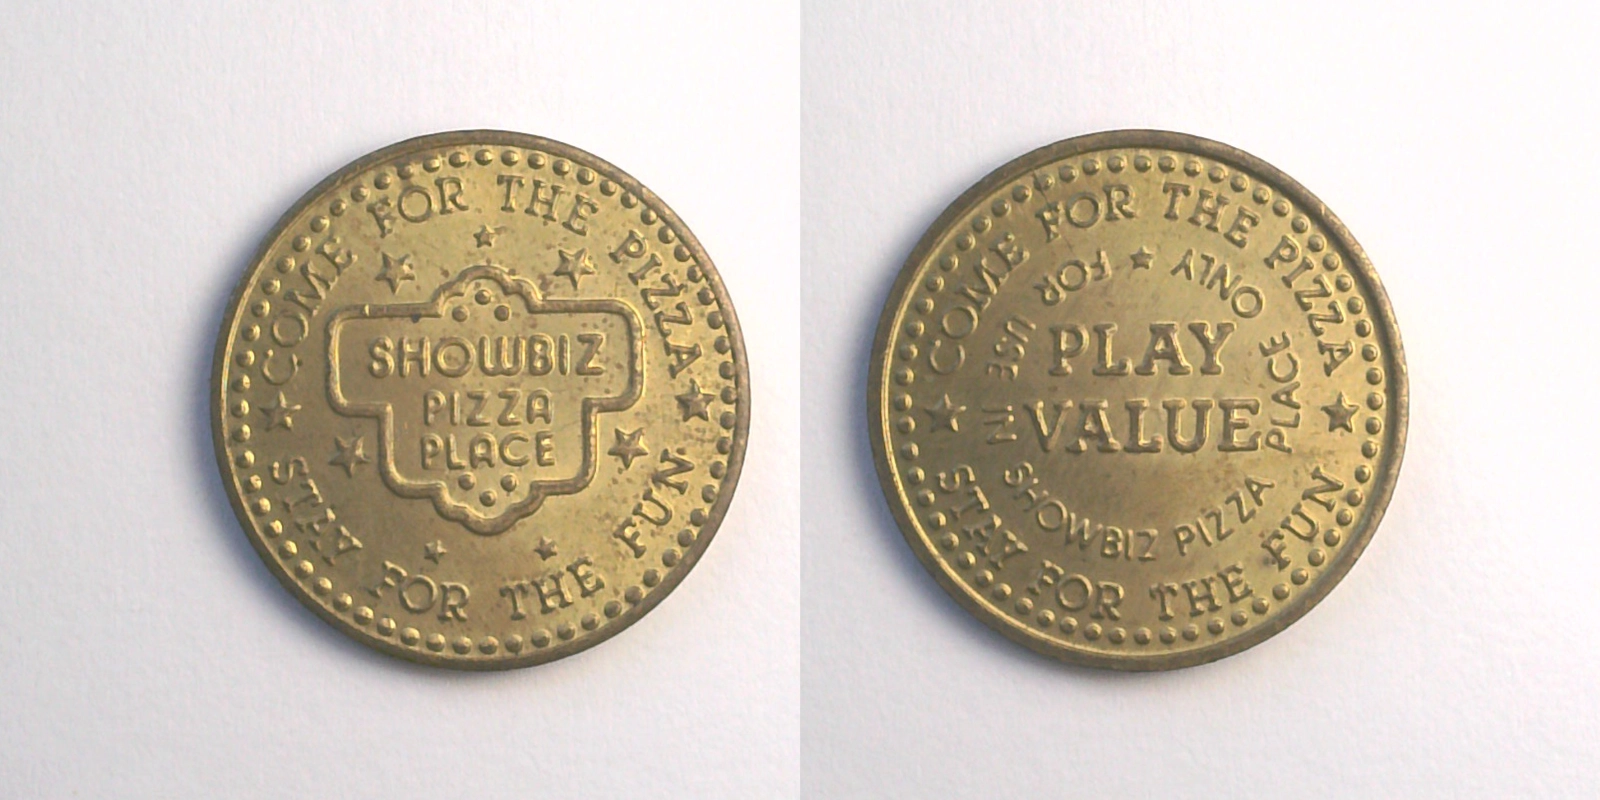 COME FOR THE PIZZA
SHOWBIZ
PIZZA
PLACE
STAY FOR THE FUN
COME FOR THE PIZZA
FOR USE IN SHOWBIZ PIZZA PLACE ONLY
PLAY
VALUE
STAY FOR THE FUN